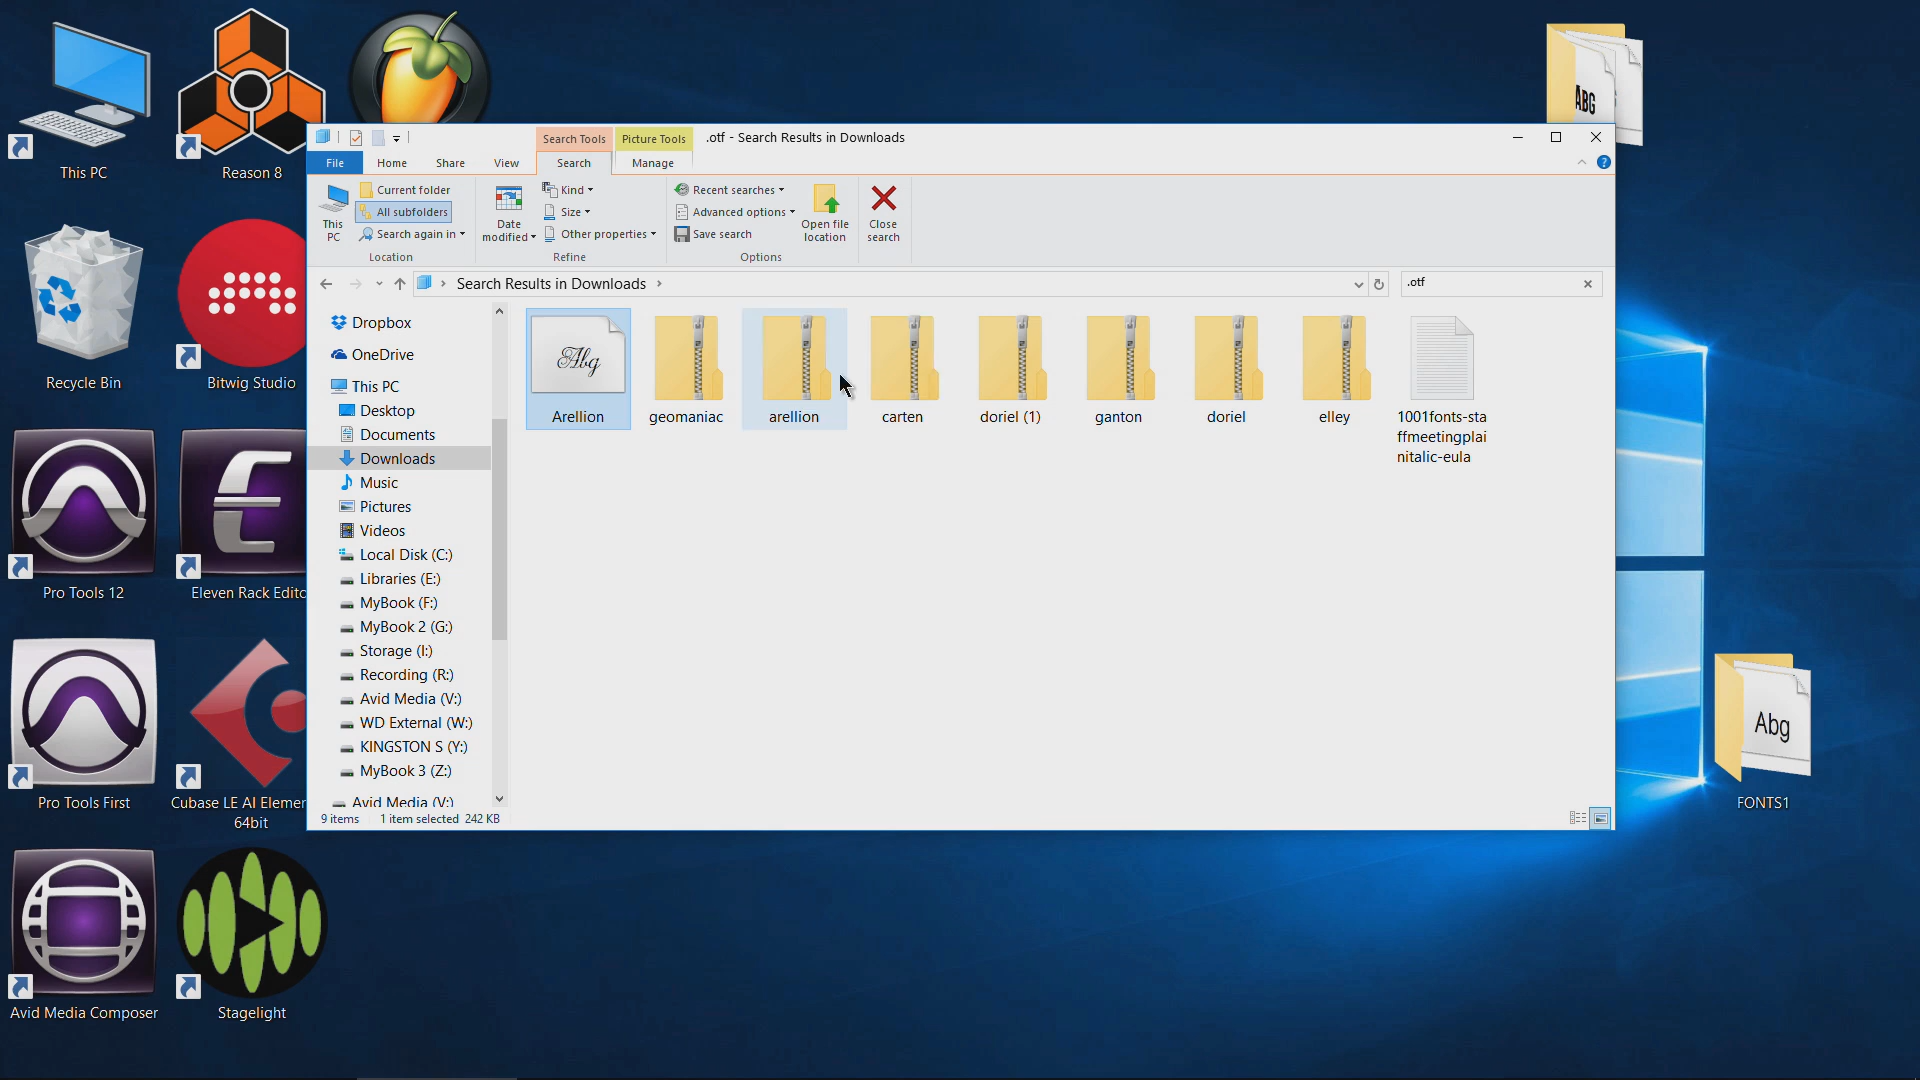 This PC
Reason 8
Recycle Bin
Bitwig Studio
Pro Tools 12
Eleven Rack Edito
Pro Tools First
Cubase LE AI Elemer
64bit
Avid Media Composer
Stagelight
ABG
Abg
FONTS1
Search Tools
Picture Tools
.otf - Search Results in Downloads
File
Home
Share
View
Search
Manage
This
PC
Current folder
All subfolders
Search again in
Location
Date
modified
Kind
Size
Other properties
Refine
Recent searches
Advanced options
Save search
Open file
location
Options
Close
search
Search Results in Downloads
.otf
Dropbox
OneDrive
This PC
Desktop
Documents
Downloads
Music
Pictures
Videos
Local Disk (C:)
Libraries (E:)
MyBook (F:)
MyBook 2 (G:)
Storage (I:)
Recording (R:)
Avid Media (V:)
WD External (W:)
KINGSTON S (Y:)
MyBook 3 (Z:)
Avid Media (V:)
Abg
Arellion
geomaniac
arellion
carten
doriel (1)
ganton
doriel
elley
1001fonts-sta
ffmeetingplai
nitalic-eula
9 items
1 item selected 242 KB